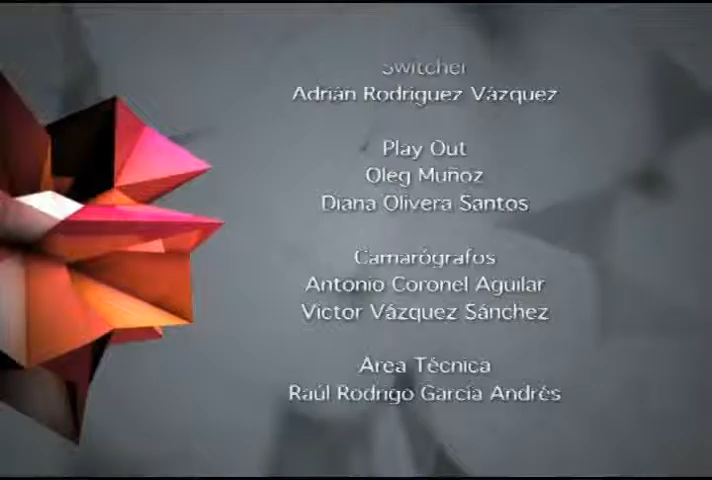 Switcher
Adrián Rodríguez Vázquez
Play Out
Oleg Muñoz
Diana Olivera Santos
Camarógrafos
Antonio Coronel Aguilar
Víctor Vázquez Sánchez
Área Técnica
Raúl Rodrigo García Andrés